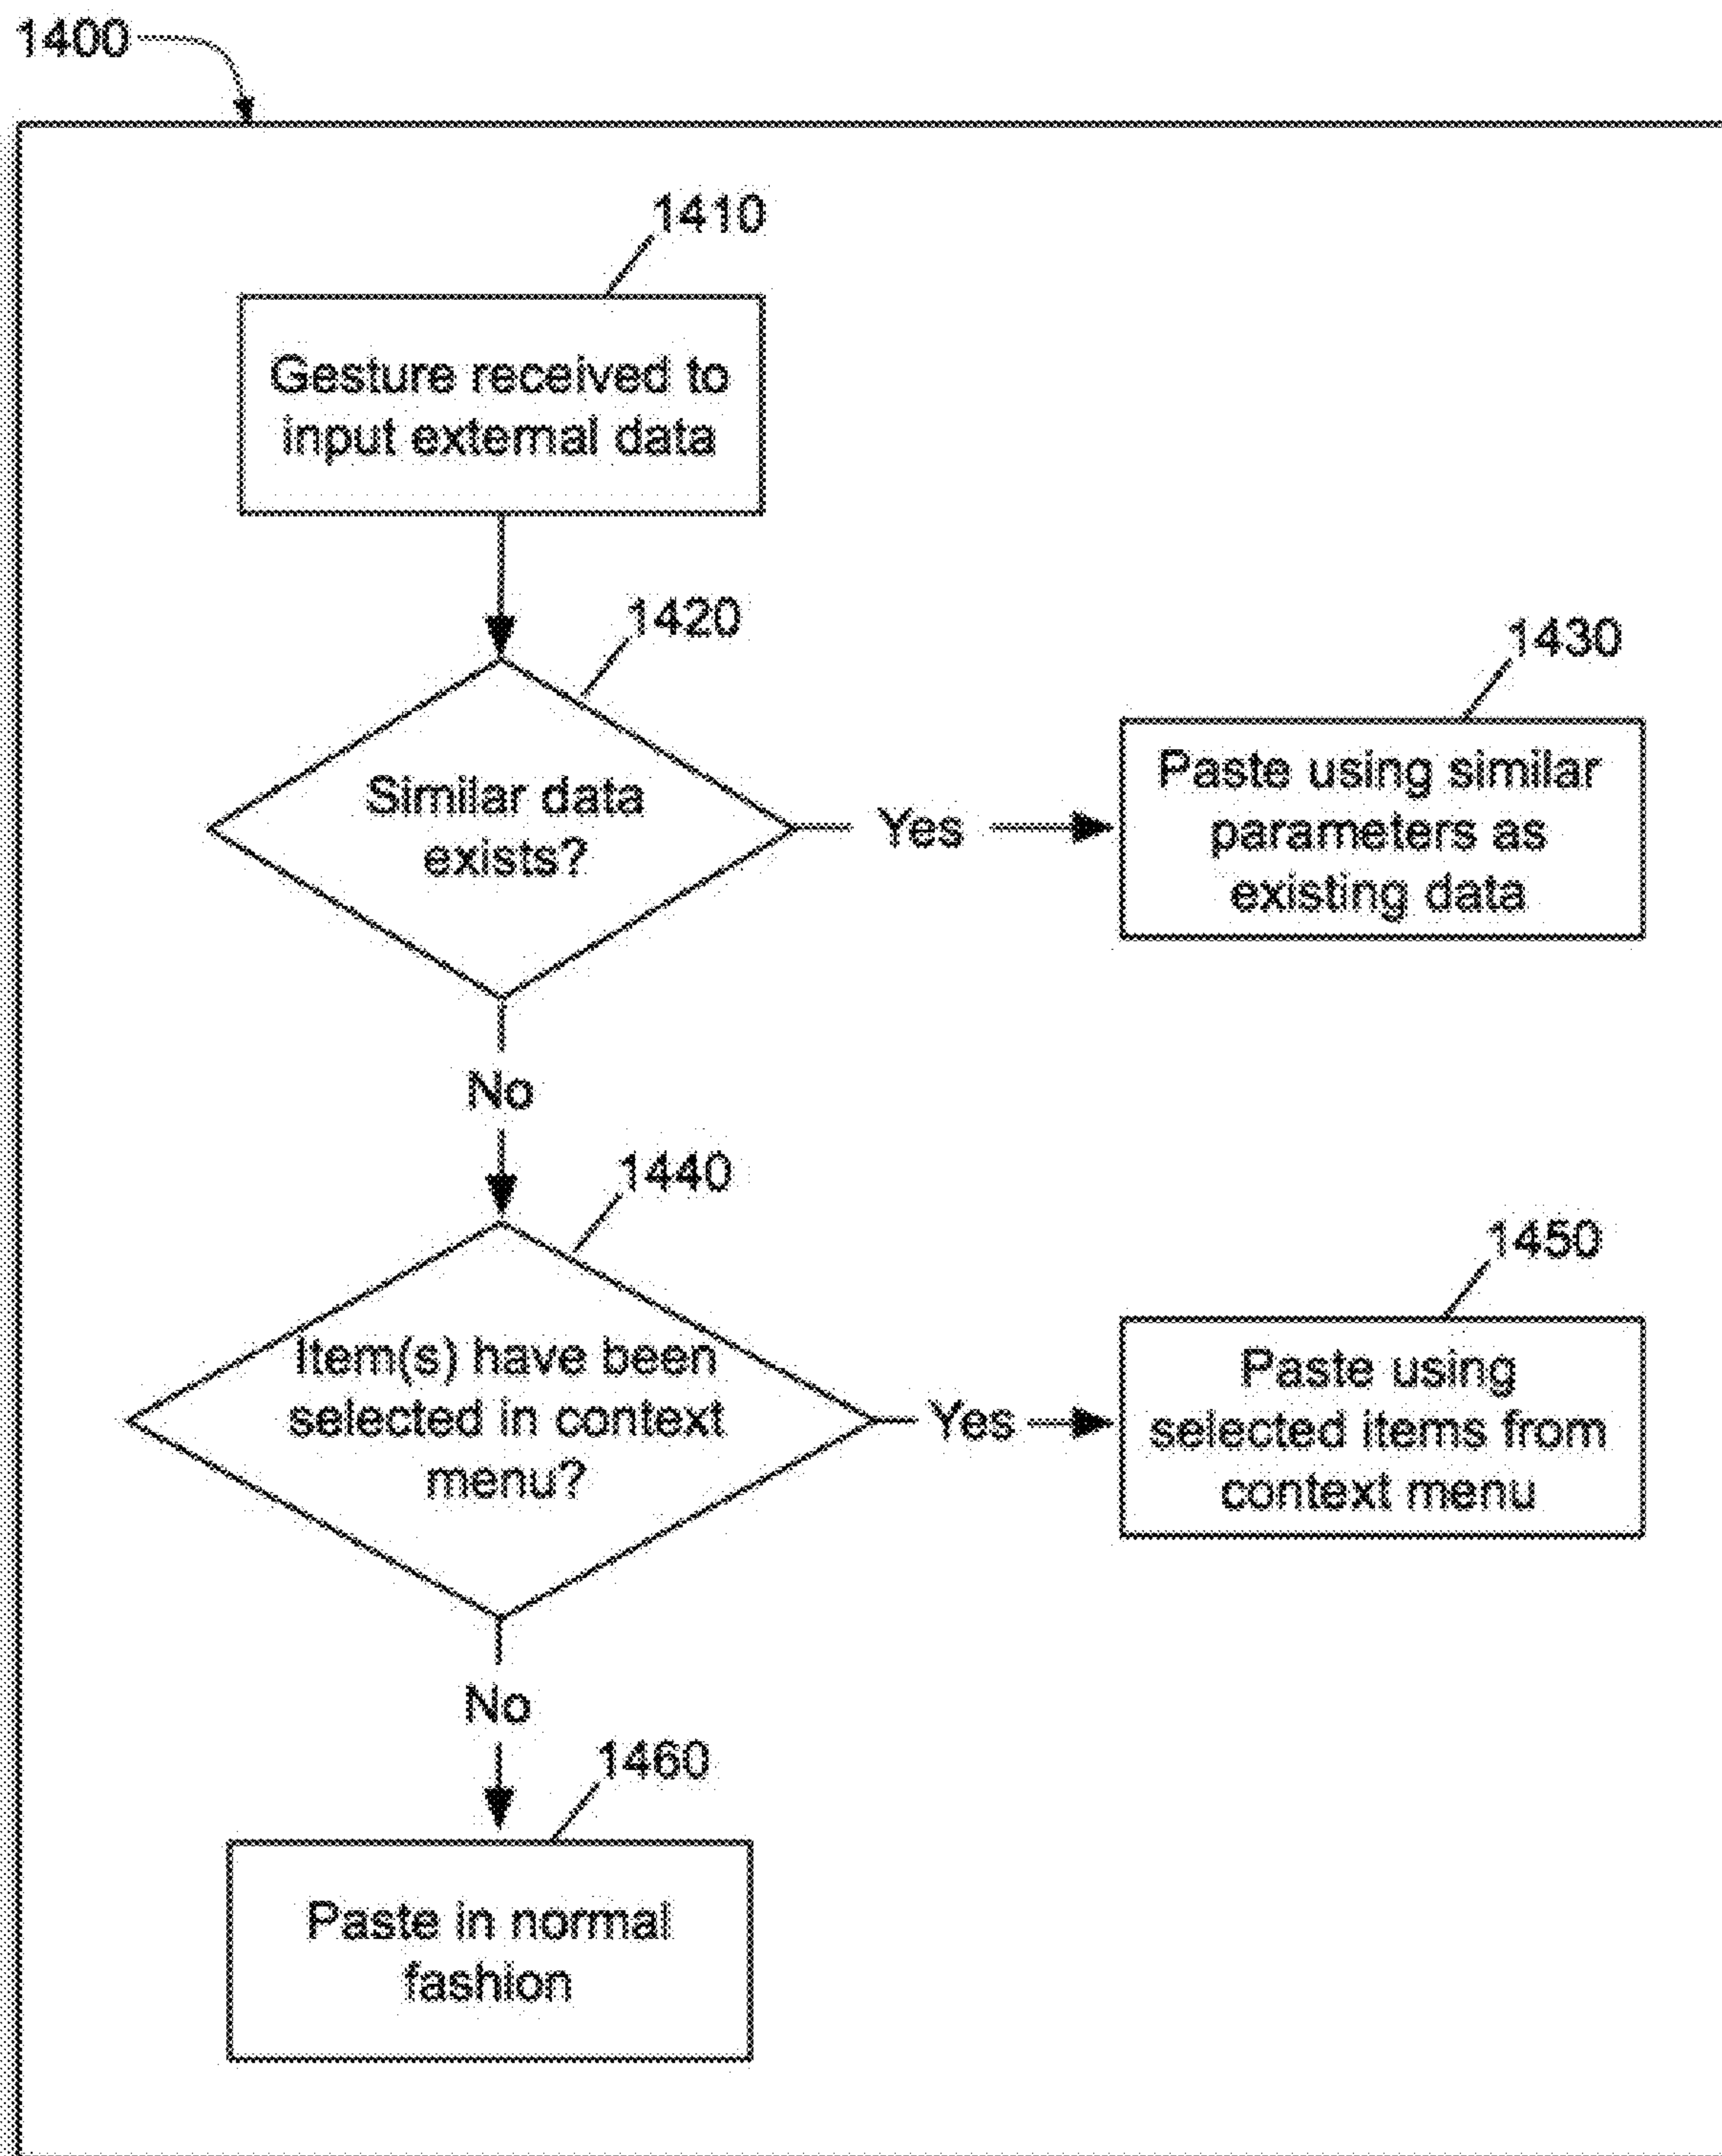 1400
1410
Gesture received to
input external data
1420
Similar data
exists?
Yes
1430
Paste using similar
parameters as
existing data
No
1440
Item(s) have been
selected in context
menu?
Yes
1450
Paste using
selected items from
context menu
No
1460
Paste in normal
fashion